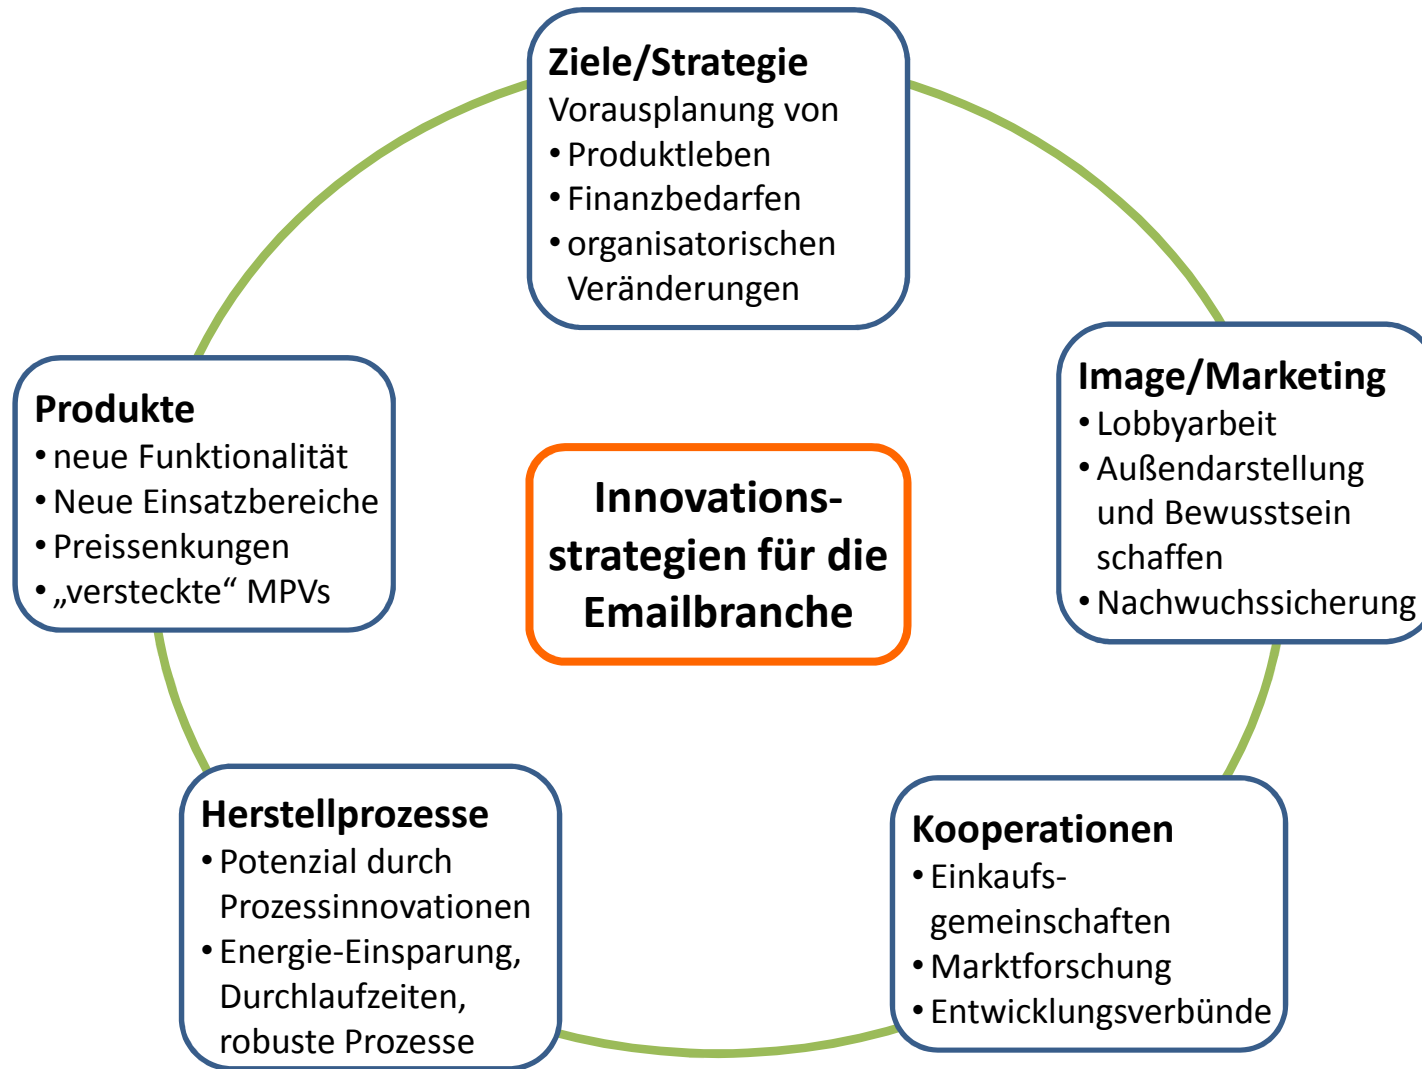 Ziele/Strategie
Vorausplanung von
• Produktleben
• Finanzbedarfen
• organisatorischen
Veränderungen
Image/Marketing
• Lobbyarbeit
• Außendarstellung
und Bewusstsein
schaffen
• Nachwuchssicherung
Produkte
• neue Funktionalität
• Neue Einsatzbereiche
• Preissenkungen
• „versteckte“ MPVs
Innovations-
strategien für die
Emailbranche
Herstellprozesse
• Potenzial durch
Prozessinnovationen
• Energie-Einsparung,
Durchlaufzeiten,
robuste Prozesse
Kooperationen
• Einkaufs-
gemeinschaften
• Marktforschung
• Entwicklungsverbünde